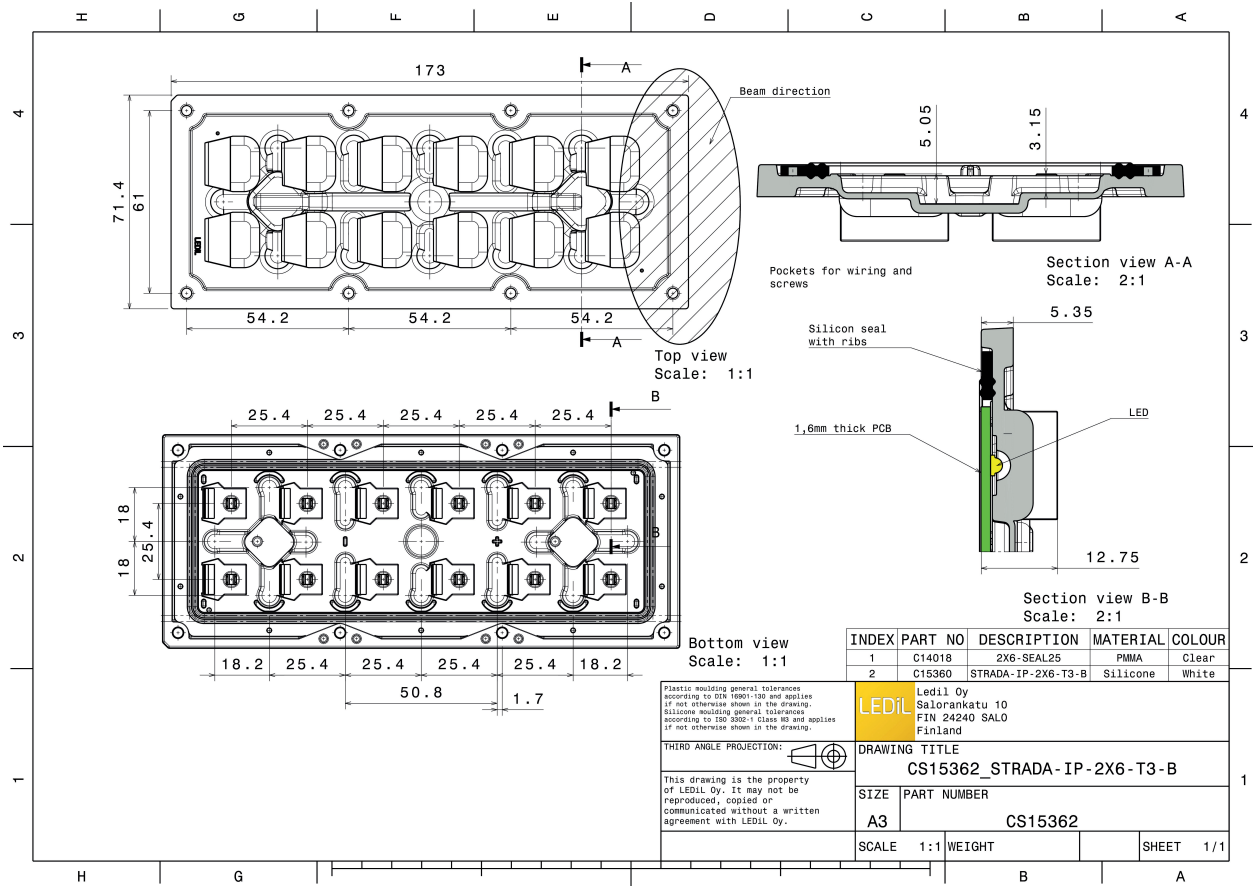 H
G
F
E
D
C
B
A
4
4
3
3
2
2
1
1
173
A
Beam direction
71.4
61
LEDiL
54.2
54.2
54.2
A
Top view
Scale: 1:1
5.05
3.15
Pockets for wiring and
screws
Section view A-A
Scale: 2:1
5.35
Silicon seal
with ribs
LED
1,6mm thick PCB
12.75
Section view B-B
Scale: 2:1
B
25.4
25.4
25.4
25.4
25.4
18
18
25.4
B
Bottom view
Scale: 1:1
18.2
25.4
25.4
25.4
25.4
18.2
50.8
1.7
INDEX PART NO DESCRIPTION MATERIAL COLOUR
1 C14018 2X6-SEAL25 PMMA Clear
2 C15360 STRADA-IP-2X6-T3-B Silicone White
Plastic moulding general tolerances
according to DIN 16901-130 and applies
if not otherwise shown in the drawing.
Silicone moulding general tolerances
according to ISO 3302-1 Class M3 and applies
if not otherwise shown in the drawing.
LEDiL
Ledil Oy
Salorankatu 10
FIN 24240 SALO
Finland
THIRD ANGLE PROJECTION:
DRAWING TITLE
CS15362_STRADA-IP-2X6-T3-B
This drawing is the property
of LEDiL Oy. It may not be
reproduced, copied or
communicated without a written
agreement with LEDiL Oy.
SIZE PART NUMBER
A3 CS15362
SCALE 1:1 WEIGHT SHEET 1/1
H
G
B
A